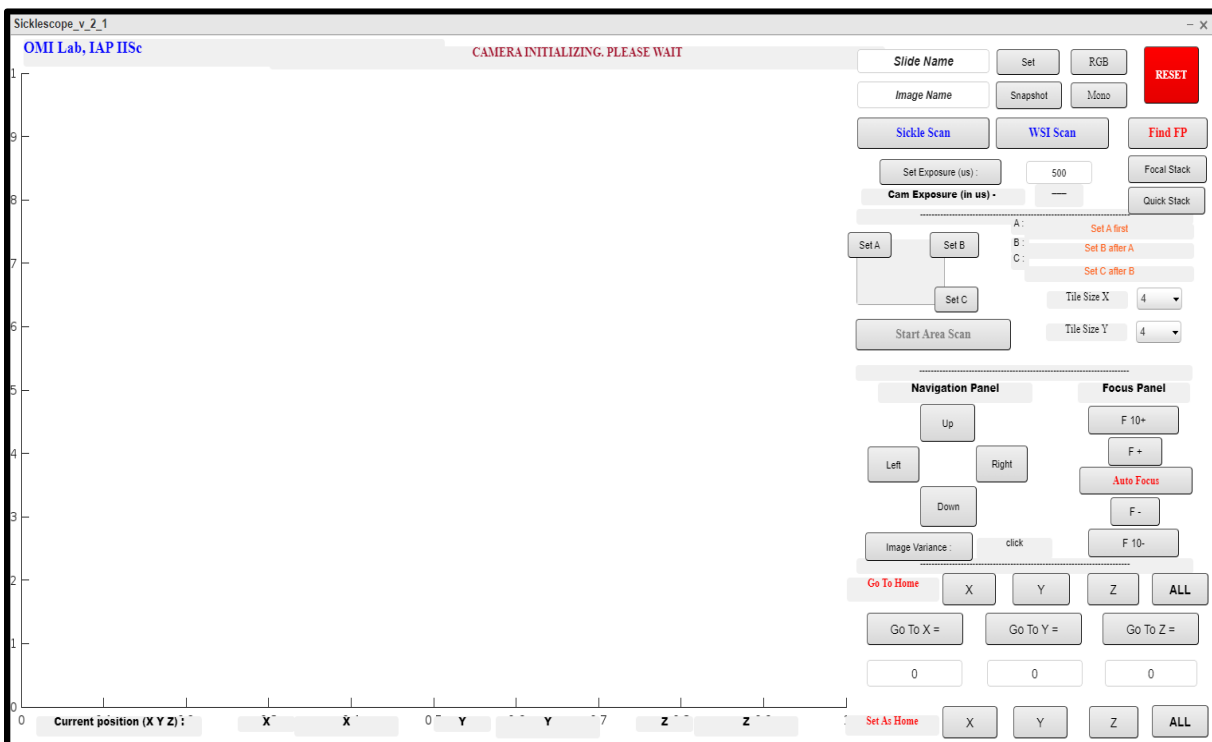 Sicklescope_v_2_1
OMI Lab, IAP IISc
CAMERA INITIALIZING. PLEASE WAIT
Slide Name
Set
RGB
RESET
Image Name
Snapshot
Mono
Sickle Scan
WSI Scan
Find FP
Set Exposure (us) :
500
Focal Stack
Cam Exposure (in us) -
Quick Stack
A :
Set A first
Set A
Set B
B :
Set B after A
C :
Set C after B
Set C
Tile Size X
4
Start Area Scan
Tile Size Y
4
Navigation Panel
Focus Panel
Up
F 10+
Left
Right
F +
Auto Focus
Down
F -
Image Variance :
click
F 10-
Go To Home
X
Y
Z
ALL
Go To X =
Go To Y =
Go To Z =
0
0
0
Set As Home
X
Y
Z
ALL
1
9
8
7
6
5
4
3
2
1
0
0
Current position (X Y Z) :
X
X
0.5
Y
Y
0.7
Z
Z